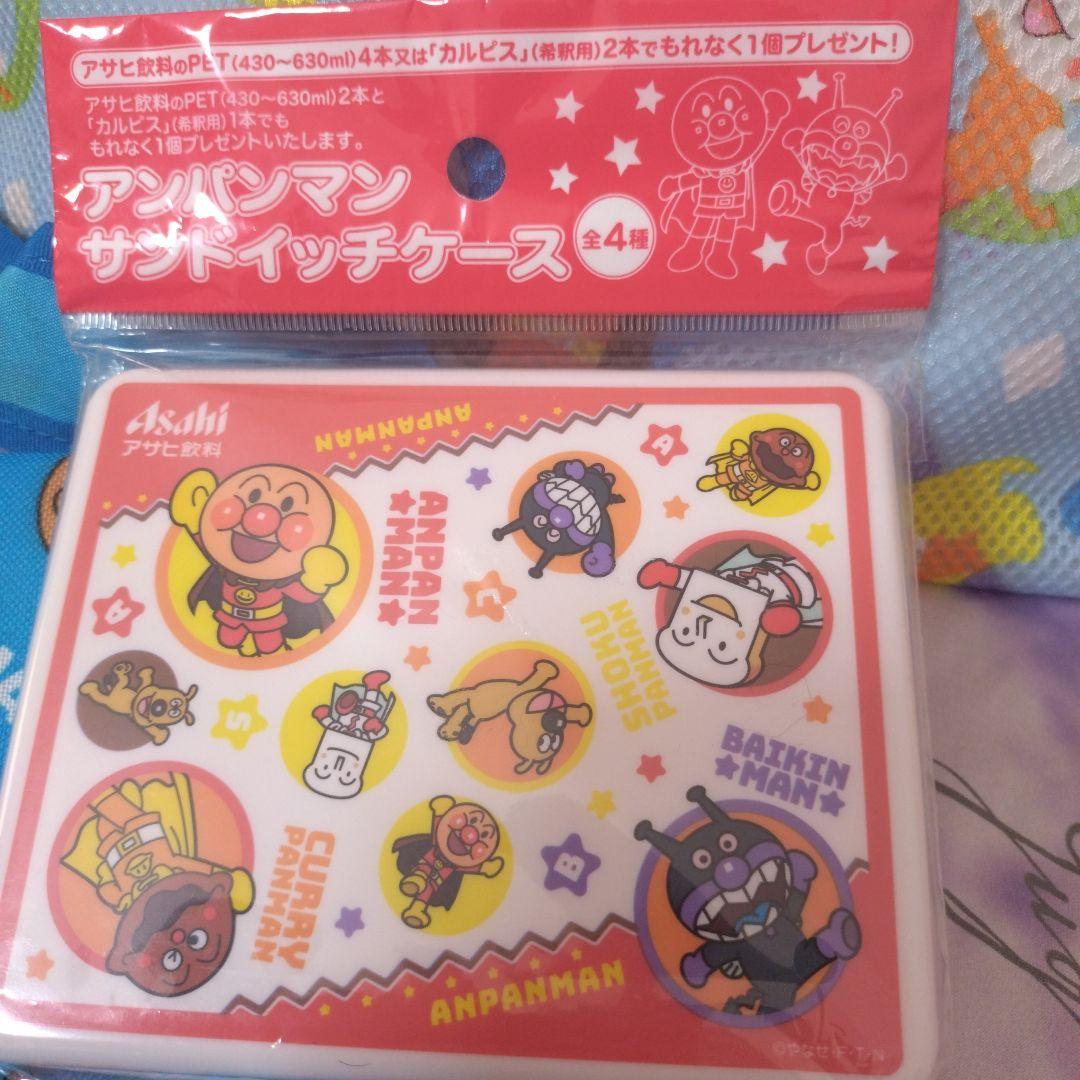 アサヒ飲料のPET(430〜630ml)4本又は「カルピス」(希釈用)2本でもれなく1個プレゼント!
アサヒ飲料のPET(430〜630ml)2本と
「カルピス」(希釈用)1本でも
もれなく1個プレゼントいたします。
アンパンマン
サンドイッチケース
全4種
Asahi
アサヒ飲料
ANPANMAN
ANPAN
★MAN★
A
A
S
B
SHOKU
PANMAN
BAIKIN
★MAN★
CURRY
PANMAN
ANPANMAN
©やなせ・F・T・N